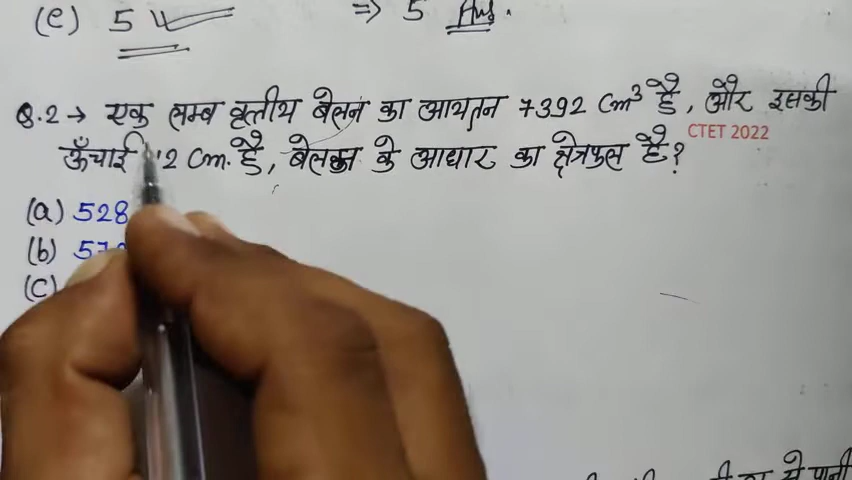 (e) 5 => 5 Ans.
Q.2 → एक लम्ब वृत्तीय बेलन का आयतन 7392 Cm³ है, और इसकी
CTET 2022
ऊँचाई 12 Cm. है, बेलन के आधार का क्षेत्रफल है?
(a) 528
(b)
(C)